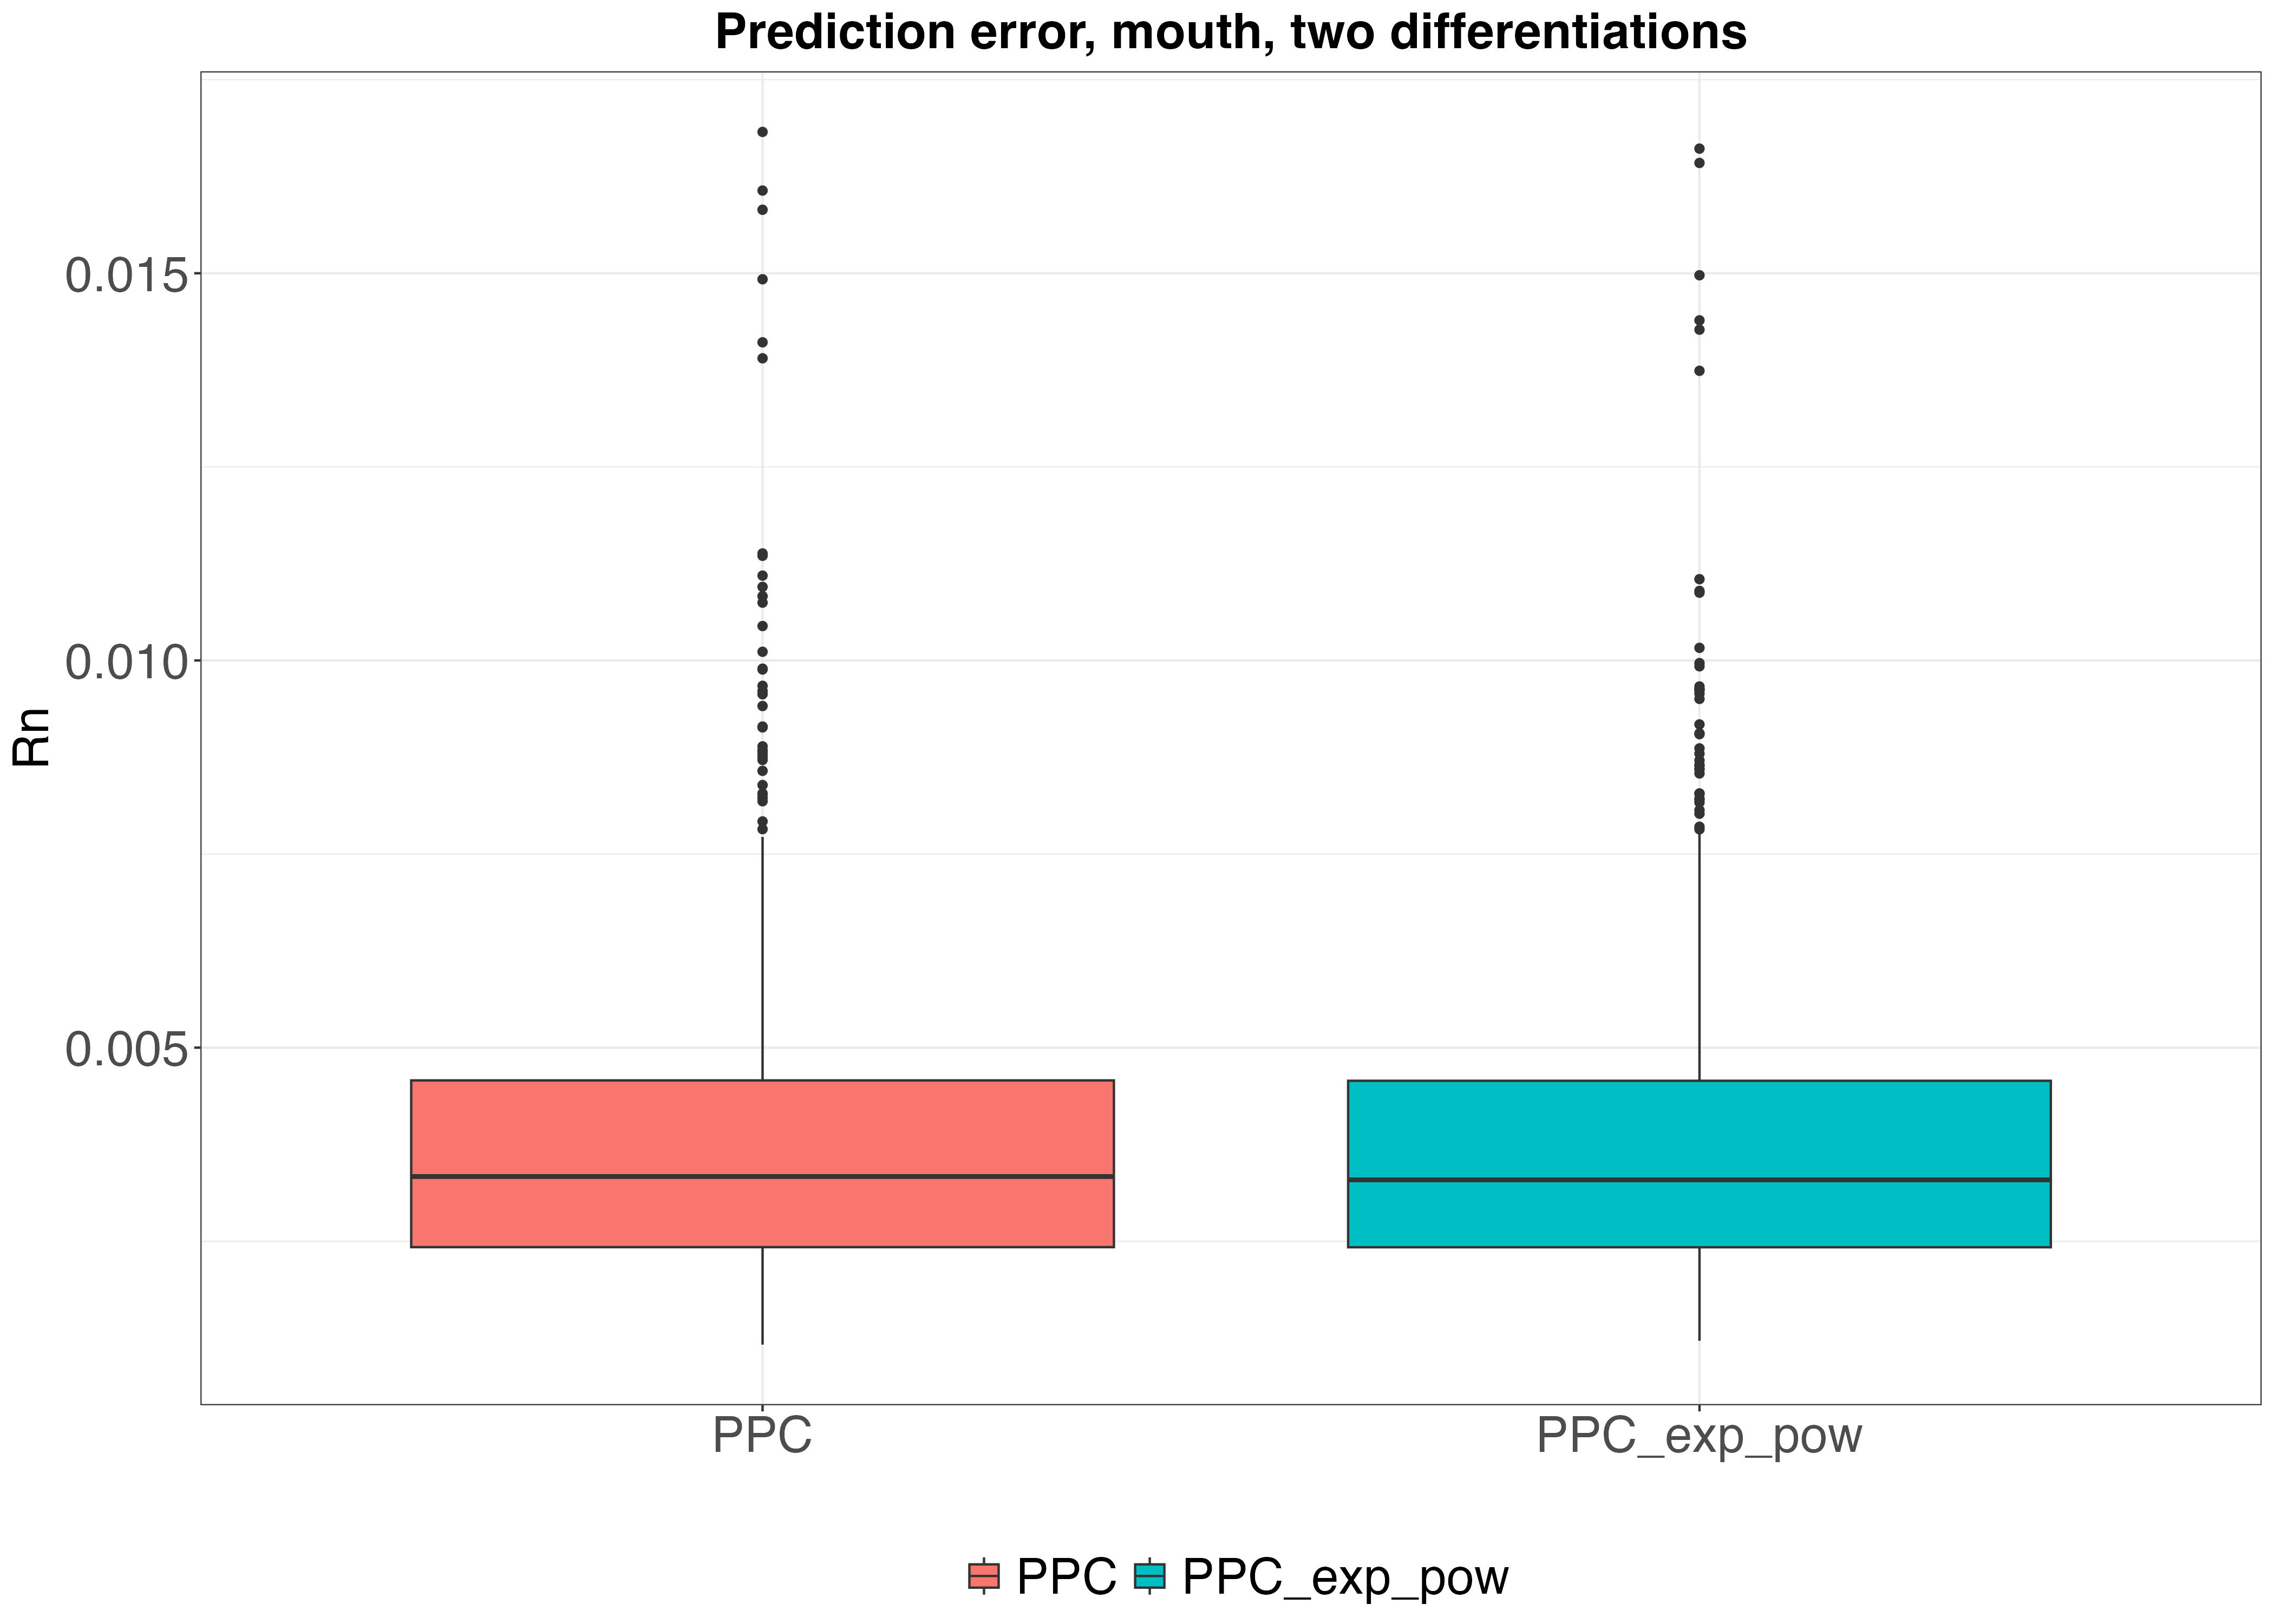 Prediction error, mouth, two differentiations
Rn
0.015
0.010
0.005
PPC
PPC_exp_pow
PPC
PPC_exp_pow